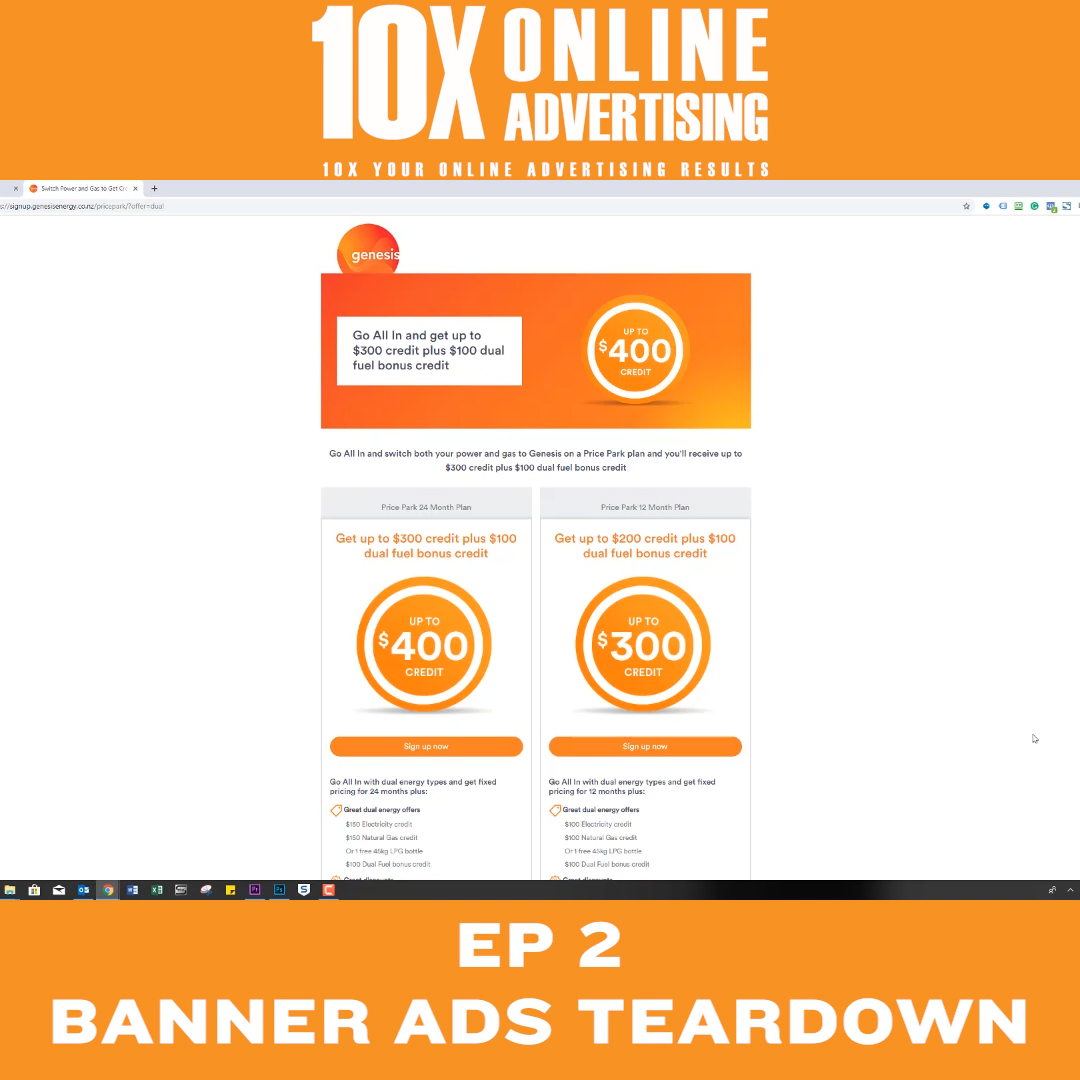 10X ONLINE
ADVERTISING
10X YOUR ONLINE ADVERTISING RESULTS
Switch Power and Gas to Get Cre
s://signup.genesisenergy.co.nz/pricepark/?offer=dual
genesis
Go All In and get up to
$300 credit plus $100 dual
fuel bonus credit
UP TO
$400
CREDIT
Go All In and switch both your power and gas to Genesis on a Price Park plan and you'll receive up to
$300 credit plus $100 dual fuel bonus credit
Price Park 24 Month Plan
Get up to $300 credit plus $100
dual fuel bonus credit
UP TO
$400
CREDIT
Sign up now
Go All In with dual energy types and get fixed
pricing for 24 months plus:
Great dual energy offers
$150 Electricity credit
$150 Natural Gas credit
Or 1 free 45kg LPG bottle
$100 Dual Fuel bonus credit
Price Park 12 Month Plan
Get up to $200 credit plus $100
dual fuel bonus credit
UP TO
$300
CREDIT
Sign up now
Go All In with dual energy types and get fixed
pricing for 12 months plus:
Great dual energy offers
$100 Electricity credit
$100 Natural Gas credit
Or 1 free 45kg LPG bottle
$100 Dual Fuel bonus credit
EP 2
BANNER ADS TEARDOWN